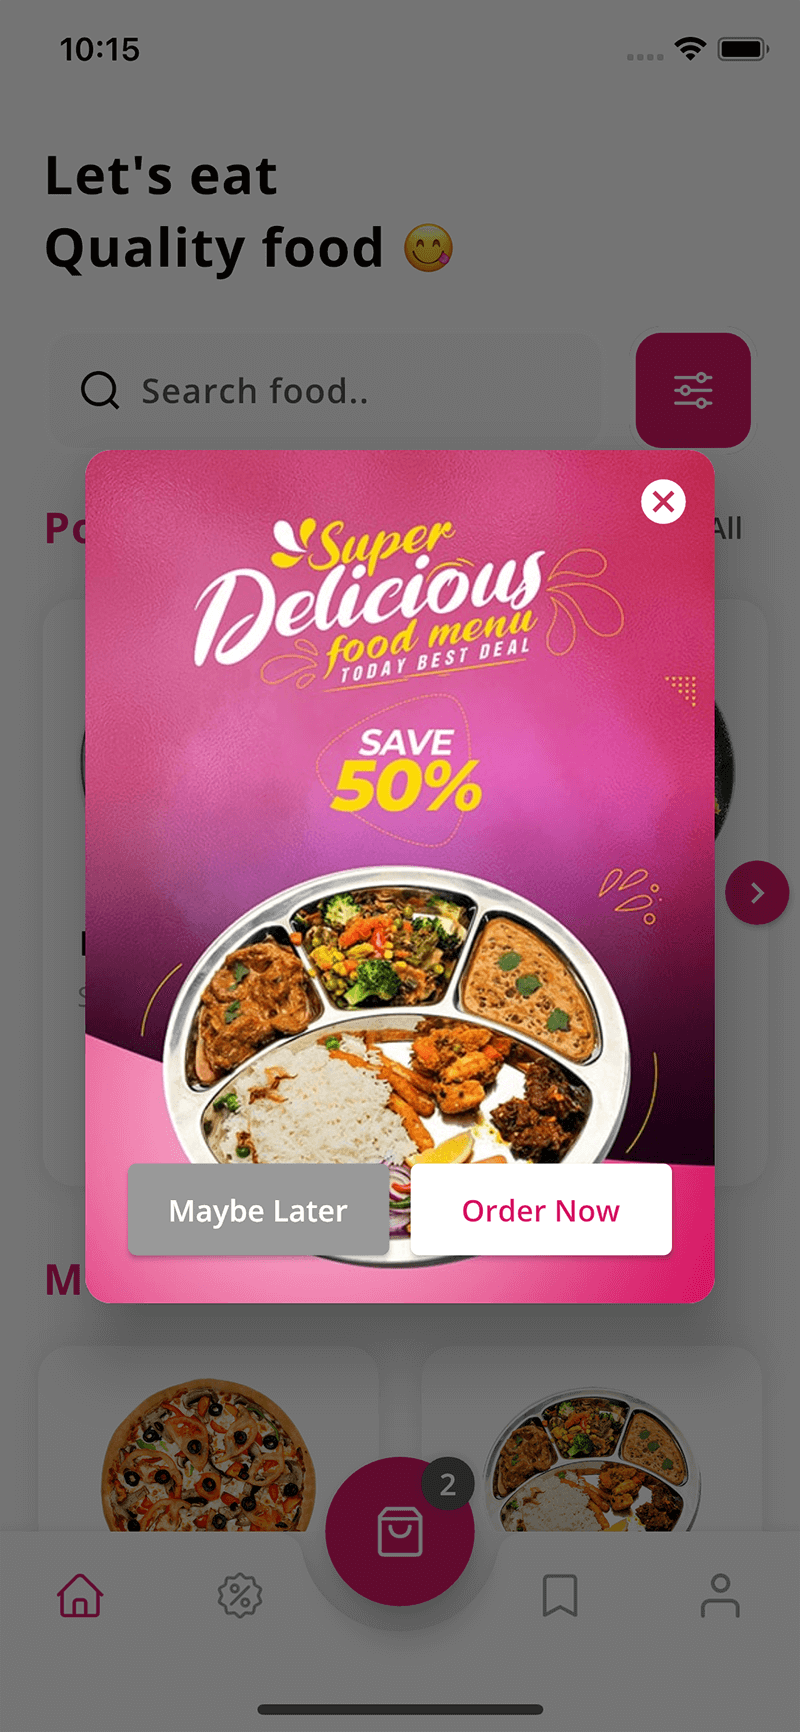 10:15
Let's eat
Quality food 😋
Search food..
All
Super
Delicious
food menu
TODAY BEST DEAL
SAVE
50%
Maybe Later
Order Now
2